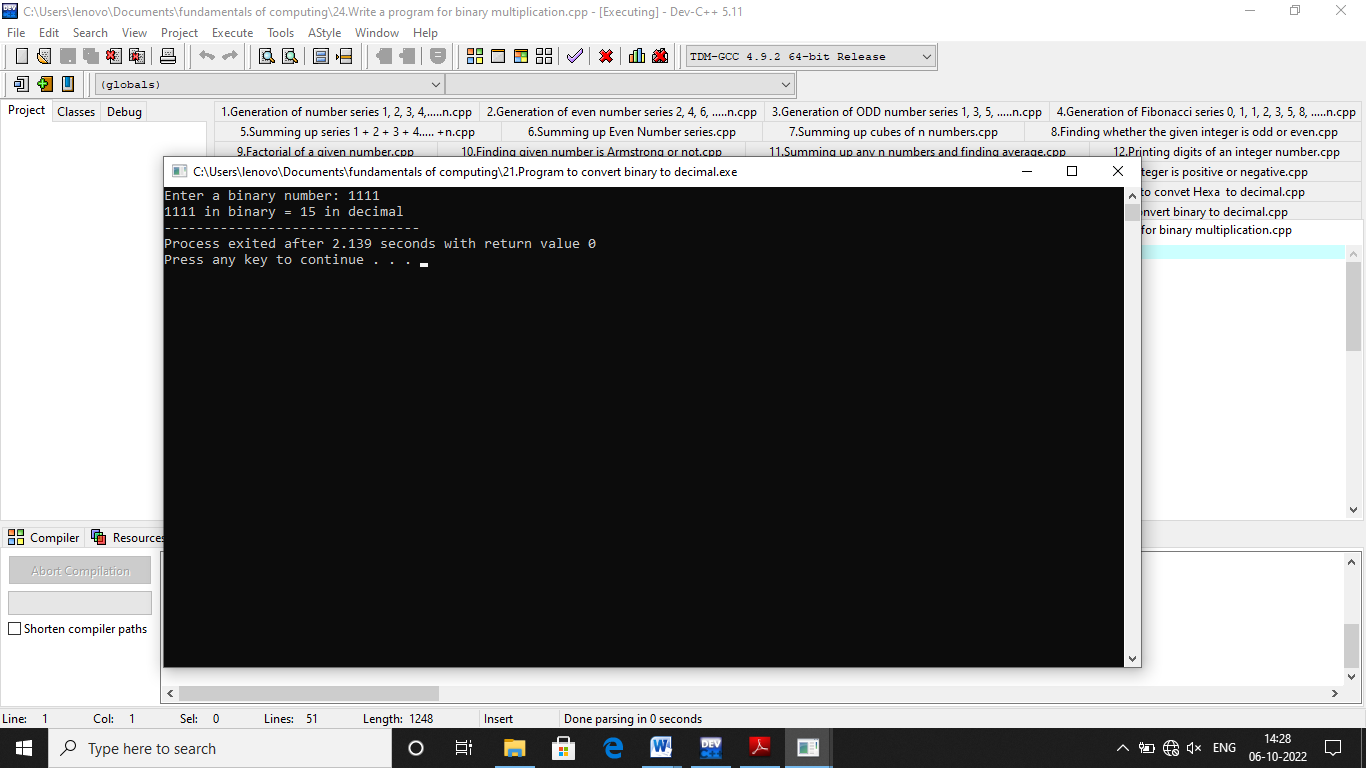 C:\Users\lenovo\Documents\fundamentals of computing\24.Write a program for binary multiplication.cpp - [Executing] - Dev-C++ 5.11
File Edit Search View Project Execute Tools AStyle Window Help
TDM-GCC 4.9.2 64-bit Release
(globals)
Project Classes Debug
1.Generation of number series 1, 2, 3, 4,.....n.cpp 2.Generation of even number series 2, 4, 6, .....n.cpp 3.Generation of ODD number series 1, 3, 5, .....n.cpp 4.Generation of Fibonacci series 0, 1, 1, 2, 3, 5, 8, .....n.cpp
5.Summing up series 1 + 2 + 3 + 4..... +n.cpp 6.Summing up Even Number series.cpp 7.Summing up cubes of n numbers.cpp 8.Finding whether the given integer is odd or even.cpp
9.Factorial of a given number.cpp 10.Finding given number is Armstrong or not.cpp 11.Summing up any n numbers and finding average.cpp 12.Printing digits of an integer number.cpp
C:\Users\lenovo\Documents\fundamentals of computing\21.Program to convert binary to decimal.exe
teger is positive or negative.cpp
to convet Hexa to decimal.cpp
nvert binary to decimal.cpp
for binary multiplication.cpp
Enter a binary number: 1111
1111 in binary = 15 in decimal
--------------------------------
Process exited after 2.139 seconds with return value 0
Press any key to continue . . .
Compiler Resources
Abort Compilation
Shorten compiler paths
Line: 1 Col: 1 Sel: 0 Lines: 51 Length: 1248 Insert Done parsing in 0 seconds
Type here to search
ENG
14:28
06-10-2022